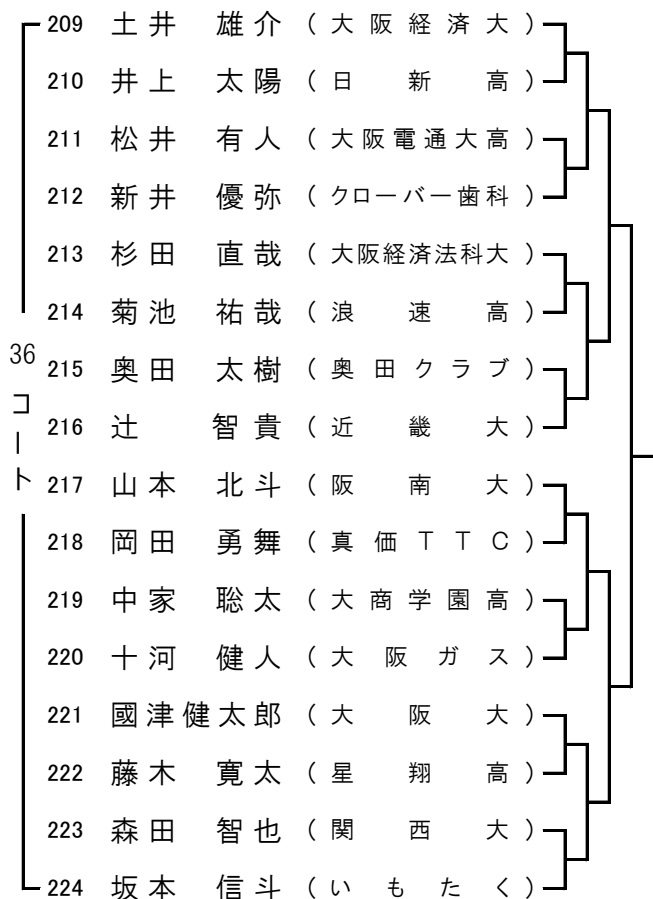 209 土井 雄介 (大阪経済大)
210 井上 太陽 (日新高)
211 松井 有人 (大阪電通大高)
212 新井 優弥 (クローバー歯科)
213 杉田 直哉 (大阪経済法科大)
214 菊池 祐哉 (浪速高)
36コート
215 奥田 太樹 (奥田クラブ)
216 辻 智貴 (近畿大)
217 山本 北斗 (阪南大)
218 岡田 勇舞 (真価TTC)
219 中家 聡太 (大商学園高)
220 十河 健人 (大阪ガス)
221 國津健太郎 (大阪大)
222 藤木 寛太 (星翔高)
223 森田 智也 (関西大)
224 坂本 信斗 (いもたく)